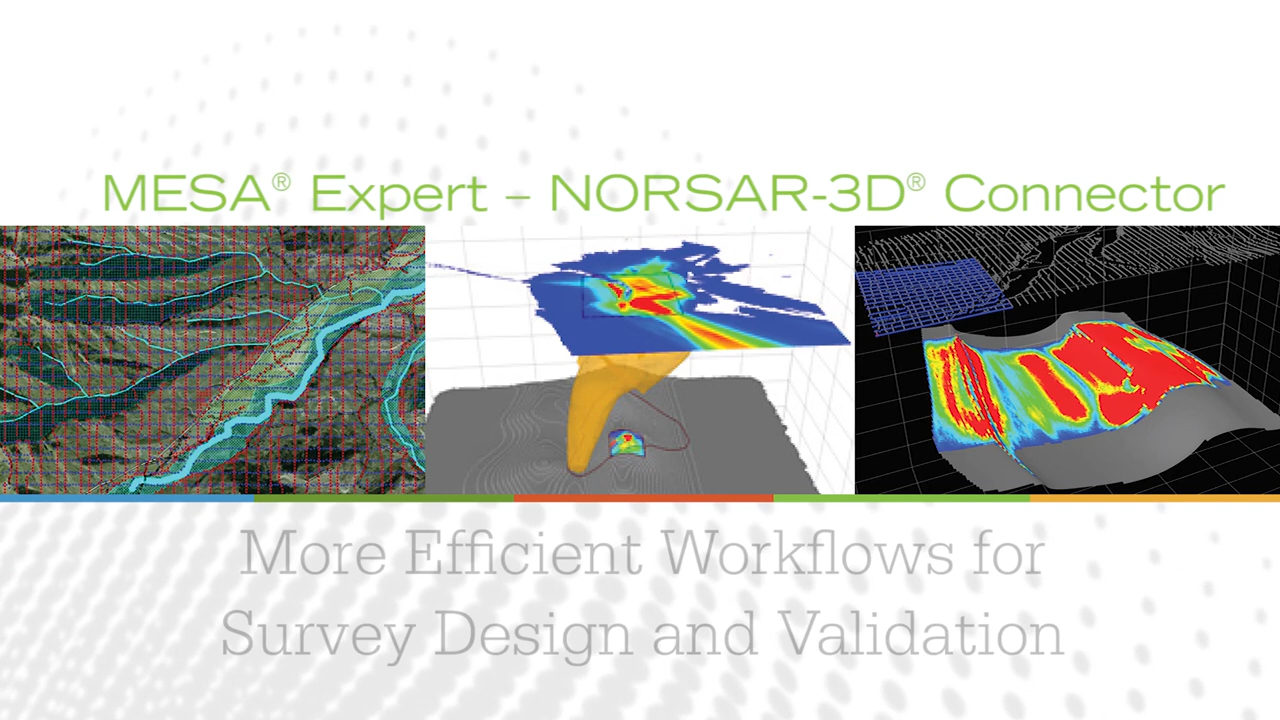 MESA® Expert – NORSAR-3D® Connector
More Efficient Workflows for
Survey Design and Validation